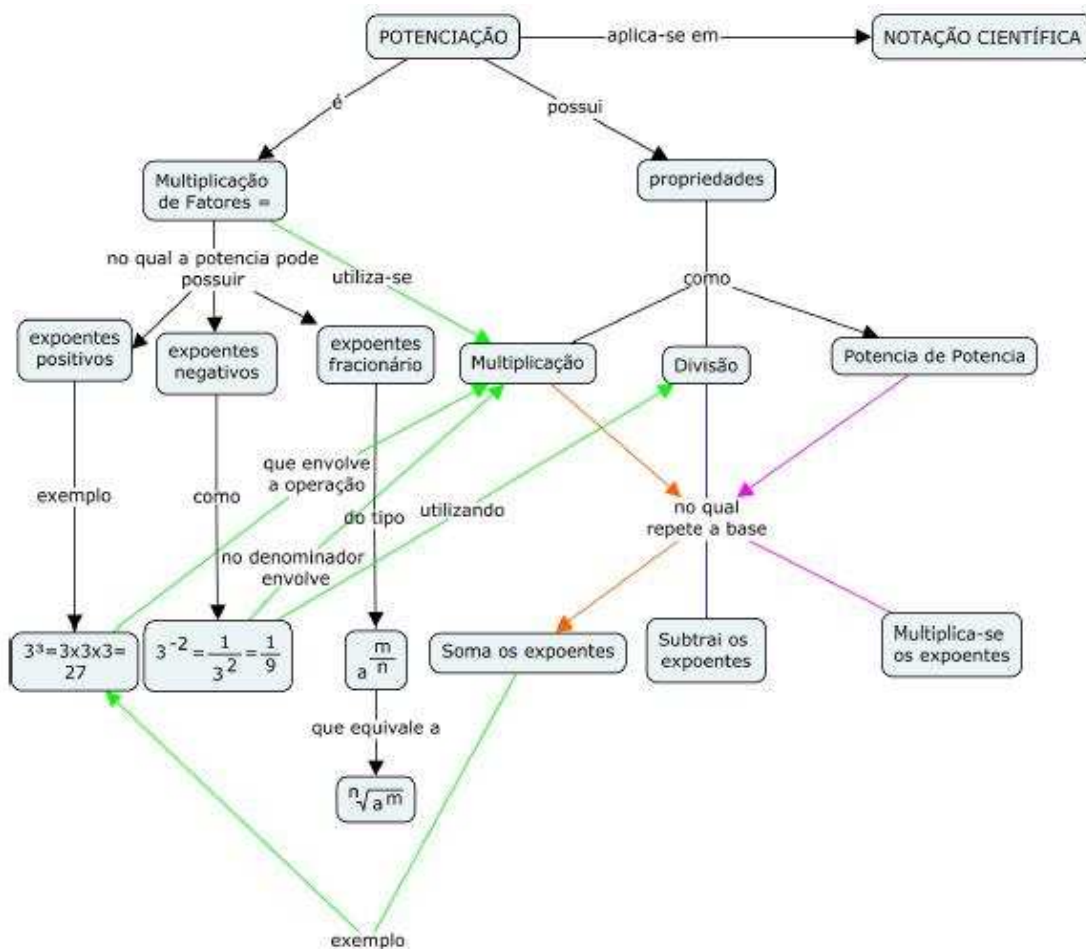 POTENCIAÇÃO
aplica-se em
NOTAÇÃO CIENTÍFICA
é
possui
Multiplicação
de Fatores =
propriedades
no qual a potencia pode
possuir
utiliza-se
como
expoentes
positivos
expoentes
negativos
expoentes
fracionário
Multiplicação
Divisão
Potencia de Potencia
que envolve
a operação
exemplo
como
do tipo
utilizando
no qual
repete a base
no denominador
envolve
3³=3x3x3=
27
3^-2 = 1/3^2 = 1/9
a^m/n
Soma os expoentes
Subtrai os
expoentes
Multiplica-se
os expoentes
que equivale a
ⁿ√a^m
exemplo